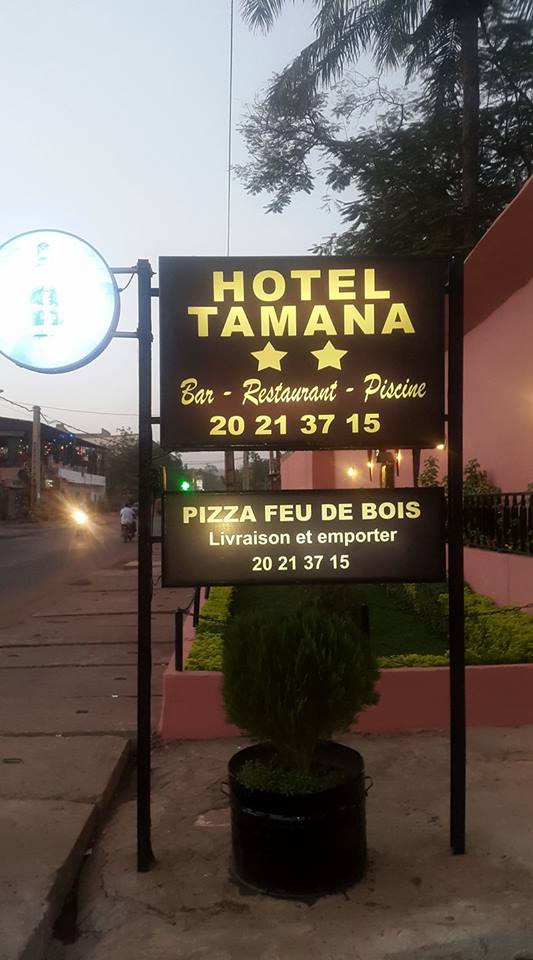 HOTEL
TAMANA
Bar - Restaurant - Piscine
20 21 37 15
PIZZA FEU DE BOIS
Livraison et emporter
20 21 37 15